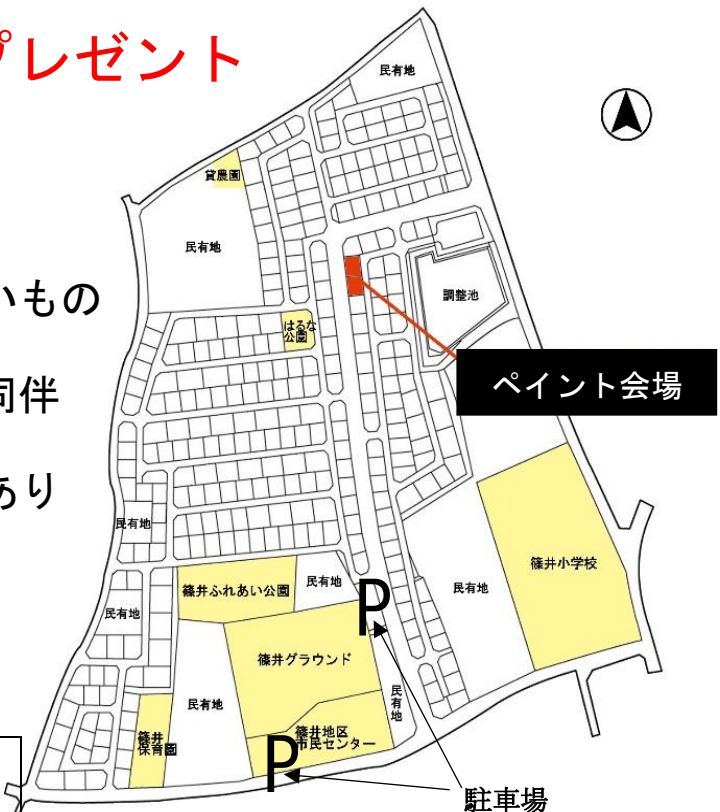 プレゼント
民有地
貸農園
民有地
いもの
調整池
はるな
公園
ペイント会場
同伴
あり
民有地
篠井小学校
篠井ふれあい公園
民有地
民有地
民有地
P
篠井グラウンド
民有地
民有地
篠井
保育園
篠井地区
市民センター
P
駐車場